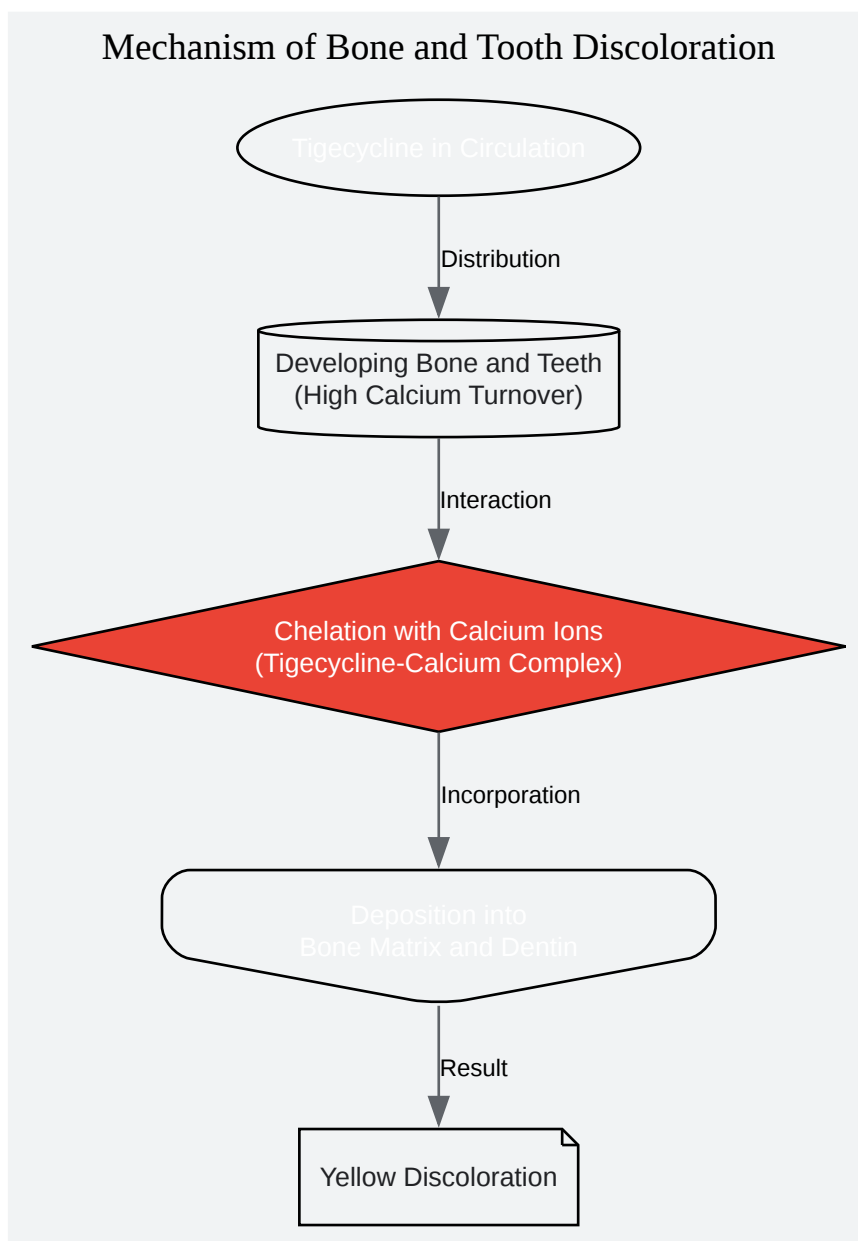 Mechanism of Bone and Tooth Discoloration
Tigecycline in Circulation
Distribution
Developing Bone and Teeth
(High Calcium Turnover)
Interaction
Chelation with Calcium Ions
(Tigecycline-Calcium Complex)
Incorporation
Deposition into
Bone Matrix and Dentin
Result
Yellow Discoloration